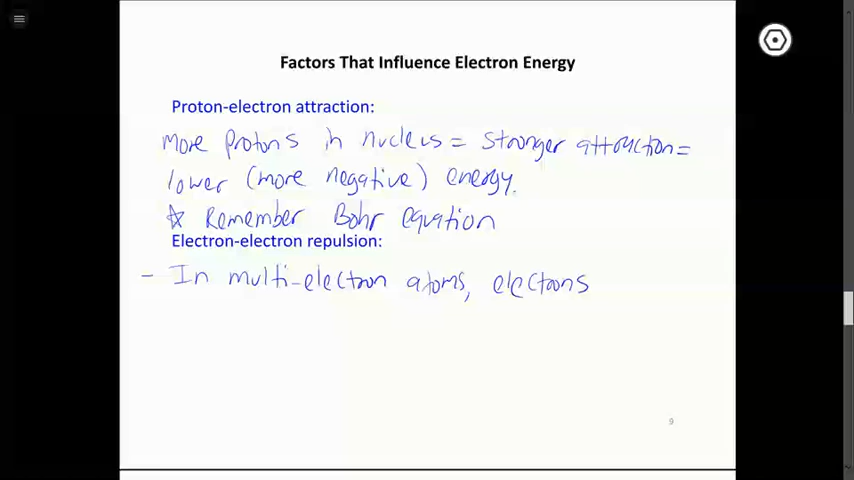 Factors That Influence Electron Energy
Proton-electron attraction:
More protons in nucleus = stronger attraction =
lower (more negative) energy.
☆ Remember Bohr equation
Electron-electron repulsion:
- In multi-electron atoms, electrons
9